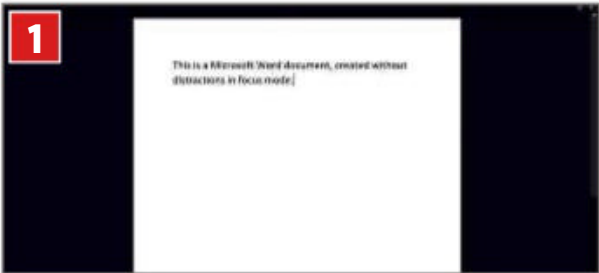 1
This is a Microsoft Word document, created without
distractions in focus mode.